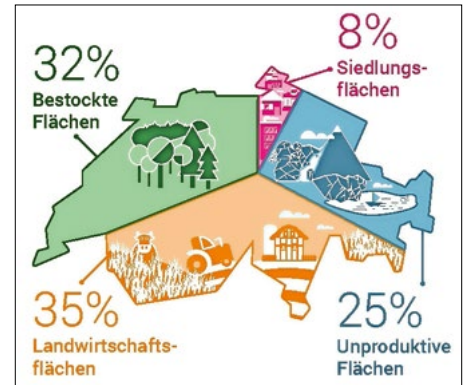 32%
Bestockte
Flächen
8%
Siedlungs-
flächen
35%
Landwirtschafts-
flächen
25%
Unproduktive
Flächen